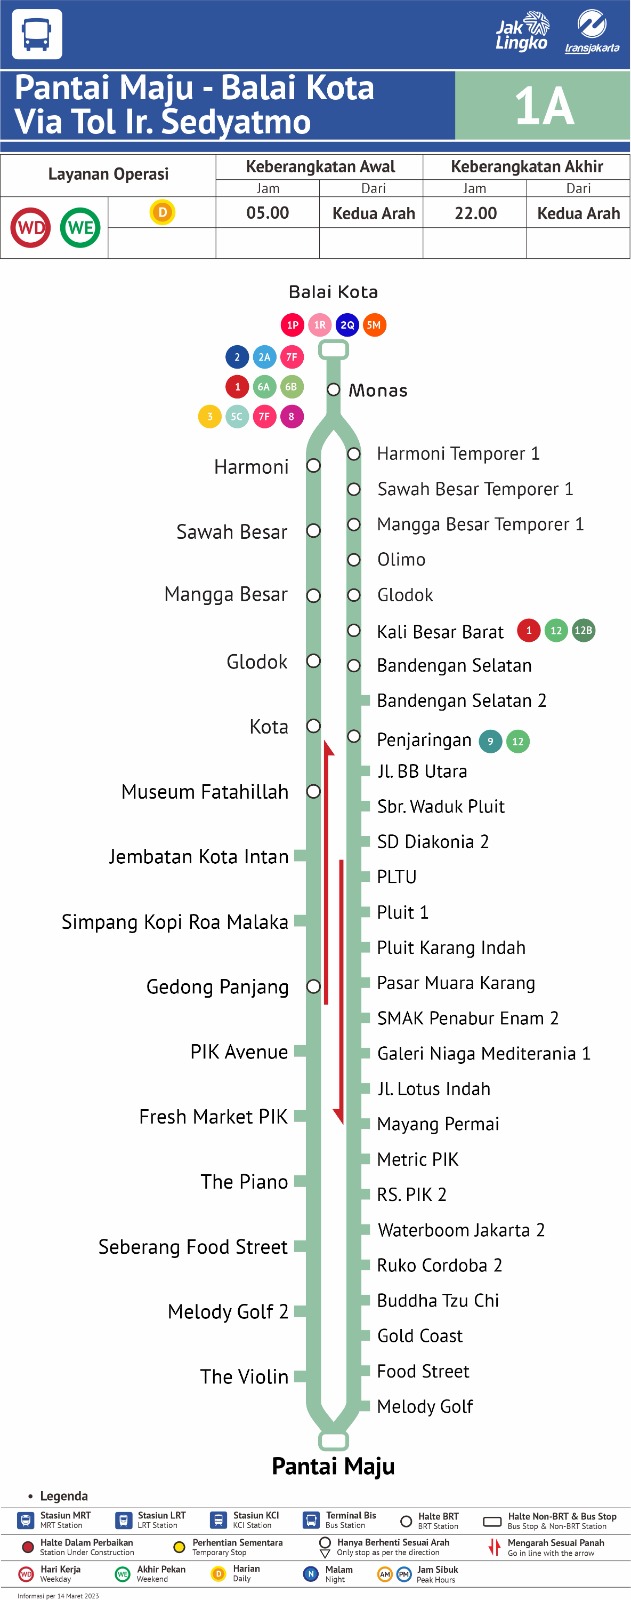 Jak
Lingko
transjakarta
Pantai Maju - Balai Kota
Via Tol Ir. Sedyatmo
1A
Layanan Operasi
Keberangkatan Awal
Keberangkatan Akhir
Jam
Dari
Jam
Dari
WD
WE
D
05.00
Kedua Arah
22.00
Kedua Arah
Balai Kota
1P 1R 2Q 5M
2 2A 7F
1 6A 6B
Monas
3 5C 7F 8
Harmoni
Sawah Besar
Mangga Besar
Glodok
Kota
Museum Fatahillah
Jembatan Kota Intan
Simpang Kopi Roa Malaka
Gedong Panjang
PIK Avenue
Fresh Market PIK
The Piano
Seberang Food Street
Melody Golf 2
The Violin
Harmoni Temporer 1
Sawah Besar Temporer 1
Mangga Besar Temporer 1
Olimo
Glodok
Kali Besar Barat 1 12 12B
Bandengan Selatan
Bandengan Selatan 2
Penjaringan 9 12
Jl. BB Utara
Sbr. Waduk Pluit
SD Diakonia 2
PLTU
Pluit 1
Pluit Karang Indah
Pasar Muara Karang
SMAK Penabur Enam 2
Galeri Niaga Mediterania 1
Jl. Lotus Indah
Mayang Permai
Metric PIK
RS. PIK 2
Waterboom Jakarta 2
Ruko Cordoba 2
Buddha Tzu Chi
Gold Coast
Food Street
Melody Golf
Pantai Maju
• Legenda
Stasiun MRT
MRT Station
Stasiun LRT
LRT Station
Stasiun KCI
KCI Station
Terminal Bis
Bus Station
Halte BRT
BRT Station
Halte Non-BRT & Bus Stop
Bus Stop & Non-BRT Station
Halte Dalam Perbaikan
Station Under Construction
Perhentian Sementara
Temporary Stop
Hanya Berhenti Sesuai Arah
Only stop as per the direction
Mengarah Sesuai Panah
Go in line with the arrow
WD
Hari Kerja
Weekday
WE
Akhir Pekan
Weekend
D
Harian
Daily
N
Malam
Night
AM PM
Jam Sibuk
Peak Hours
Informasi per 14 Maret 2023